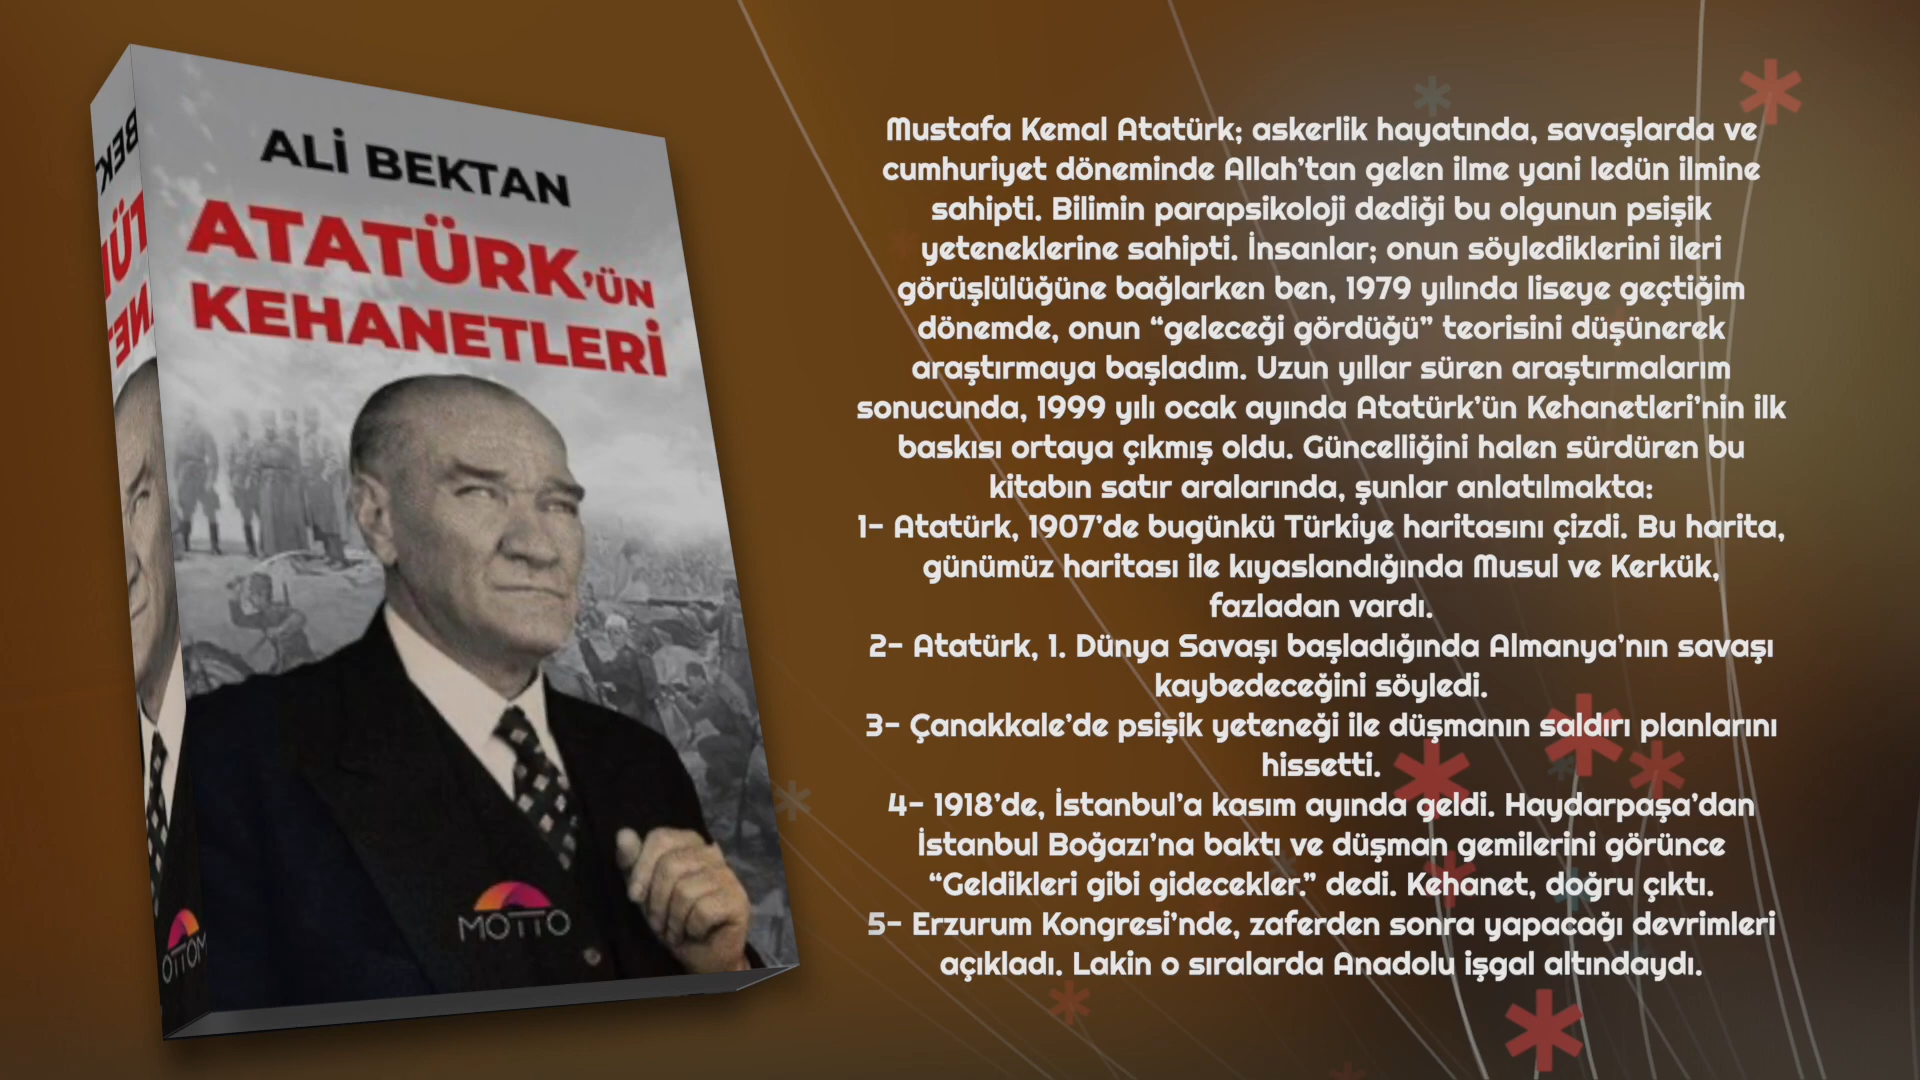 ALİ BEKTAN
ATATÜRK'ÜN
KEHANETLERİ
MOTTO
Mustafa Kemal Atatürk; askerlik hayatında, savaşlarda ve
cumhuriyet döneminde Allah'tan gelen ilme yani ledün ilmine
sahipti. Bilimin parapsikoloji dediği bu olgunun psişik
yeteneklerine sahipti. İnsanlar; onun söylediklerini ileri
görüşlülüğüne bağlarken ben, 1979 yılında liseye geçtiğim
dönemde, onun “geleceği gördüğü” teorisini düşünerek
araştırmaya başladım. Uzun yıllar süren araştırmalarım
sonucunda, 1999 yılı ocak ayında Atatürk'ün Kehanetleri'nin ilk
baskısı ortaya çıkmış oldu. Güncelliğini halen sürdüren bu
kitabın satır aralarında, şunlar anlatılmakta:
1- Atatürk, 1907'de bugünkü Türkiye haritasını çizdi. Bu harita,
günümüz haritası ile kıyaslandığında Musul ve Kerkük,
fazladan vardı.
2- Atatürk, 1. Dünya Savaşı başladığında Almanya'nın savaşı
kaybedeceğini söyledi.
3- Çanakkale'de psişik yeteneği ile düşmanın saldırı planlarını
hissetti.
4- 1918'de, İstanbul'a kasım ayında geldi. Haydarpaşa'dan
İstanbul Boğazı'na baktı ve düşman gemilerini görünce
“Geldikleri gibi gidecekler.” dedi. Kehanet, doğru çıktı.
5- Erzurum Kongresi'nde, zaferden sonra yapacağı devrimleri
açıkladı. Lakin o sıralarda Anadolu işgal altındaydı.